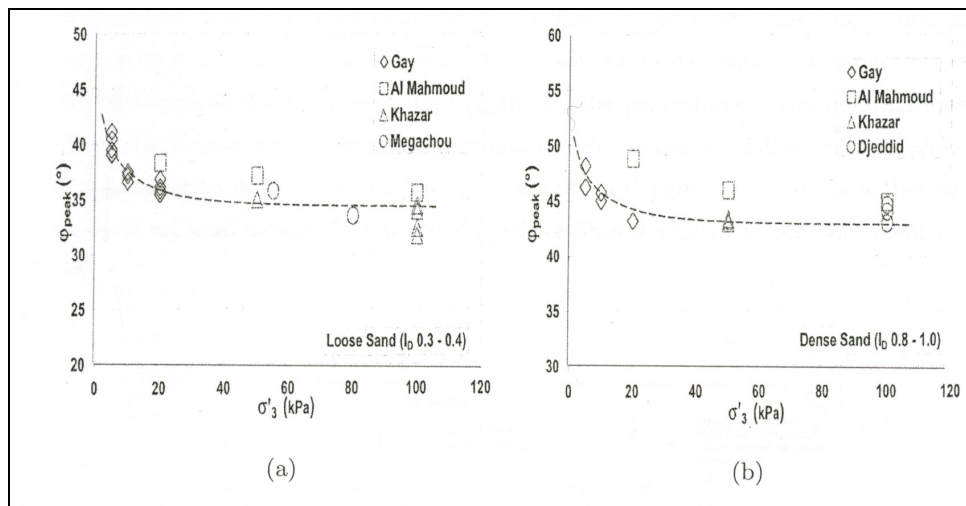 50
45
40
35
30
25
20
φpeak (°)
Gay
Al Mahmoud
Khazar
Megachou
Loose Sand (ID 0.3 - 0.4)
0 20 40 60 80 100 120
σ'3 (kPa)
(a)
60
55
50
45
40
35
30
φpeak (°)
Gay
Al Mahmoud
Khazar
Djeddid
Dense Sand (ID 0.8 - 1.0)
0 20 40 60 80 100 120
σ'3 (kPa)
(b)